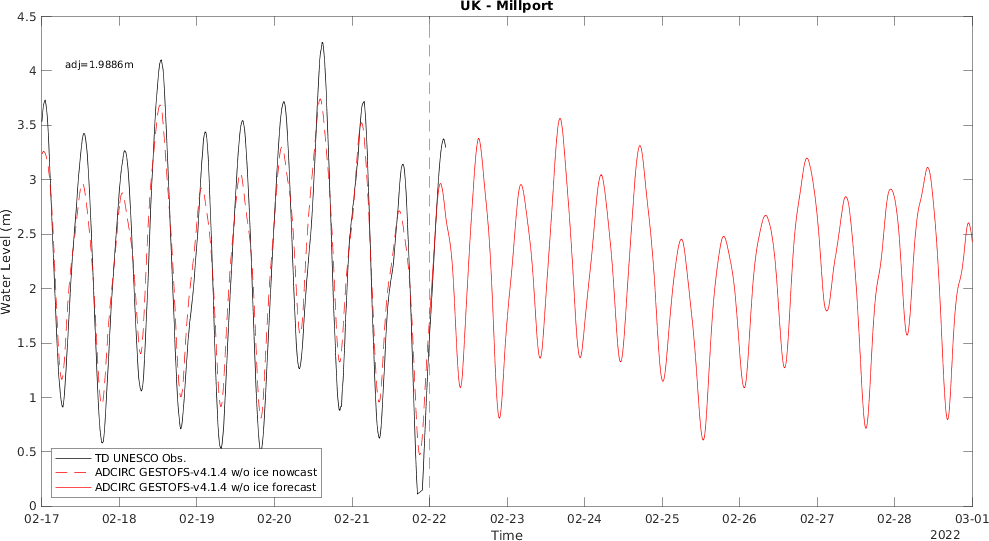 UK - Millport
4.5
4
3.5
3
2.5
2
1.5
1
0.5
0
Water Level (m)
adj=1.9886m
TD UNESCO Obs.
ADCIRC GESTOFS-v4.1.4 w/o ice nowcast
ADCIRC GESTOFS-v4.1.4 w/o ice forecast
02-17 02-18 02-19 02-20 02-21 02-22 02-23 02-24 02-25 02-26 02-27 02-28 03-01
Time
2022